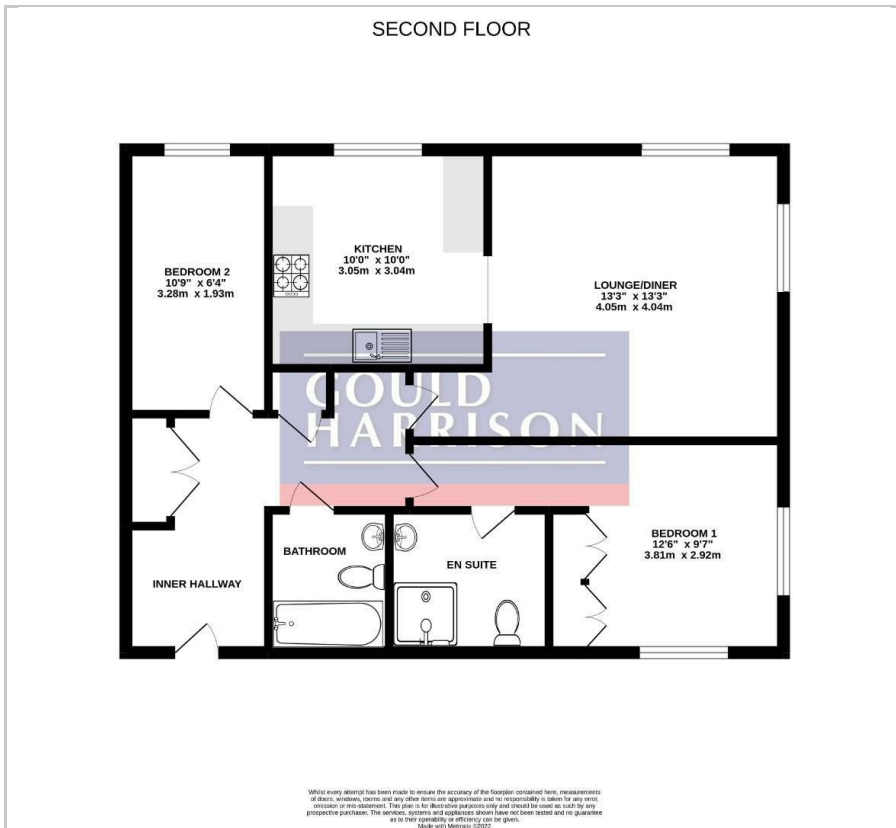 SECOND FLOOR
BEDROOM 2
10'9" x 6'4"
3.28m x 1.93m
KITCHEN
10'0" x 10'0"
3.05m x 3.04m
LOUNGE/DINER
13'3" x 13'3"
4.05m x 4.04m
GOULD
HARRISON
BEDROOM 1
12'6" x 9'7"
3.81m x 2.92m
BATHROOM
EN SUITE
INNER HALLWAY
Whilst every attempt has been made to ensure the accuracy of the floorplan contained here, measurements
of doors, windows, rooms and any other items are approximate and no responsibility is taken for any error,
omission or mis-statement. This plan is for illustrative purposes only and should be used as such by any
prospective purchaser. The services, systems and appliances shown have not been tested and no guarantee
as to their operability or efficiency can be given.
Made with Metropix ©2022